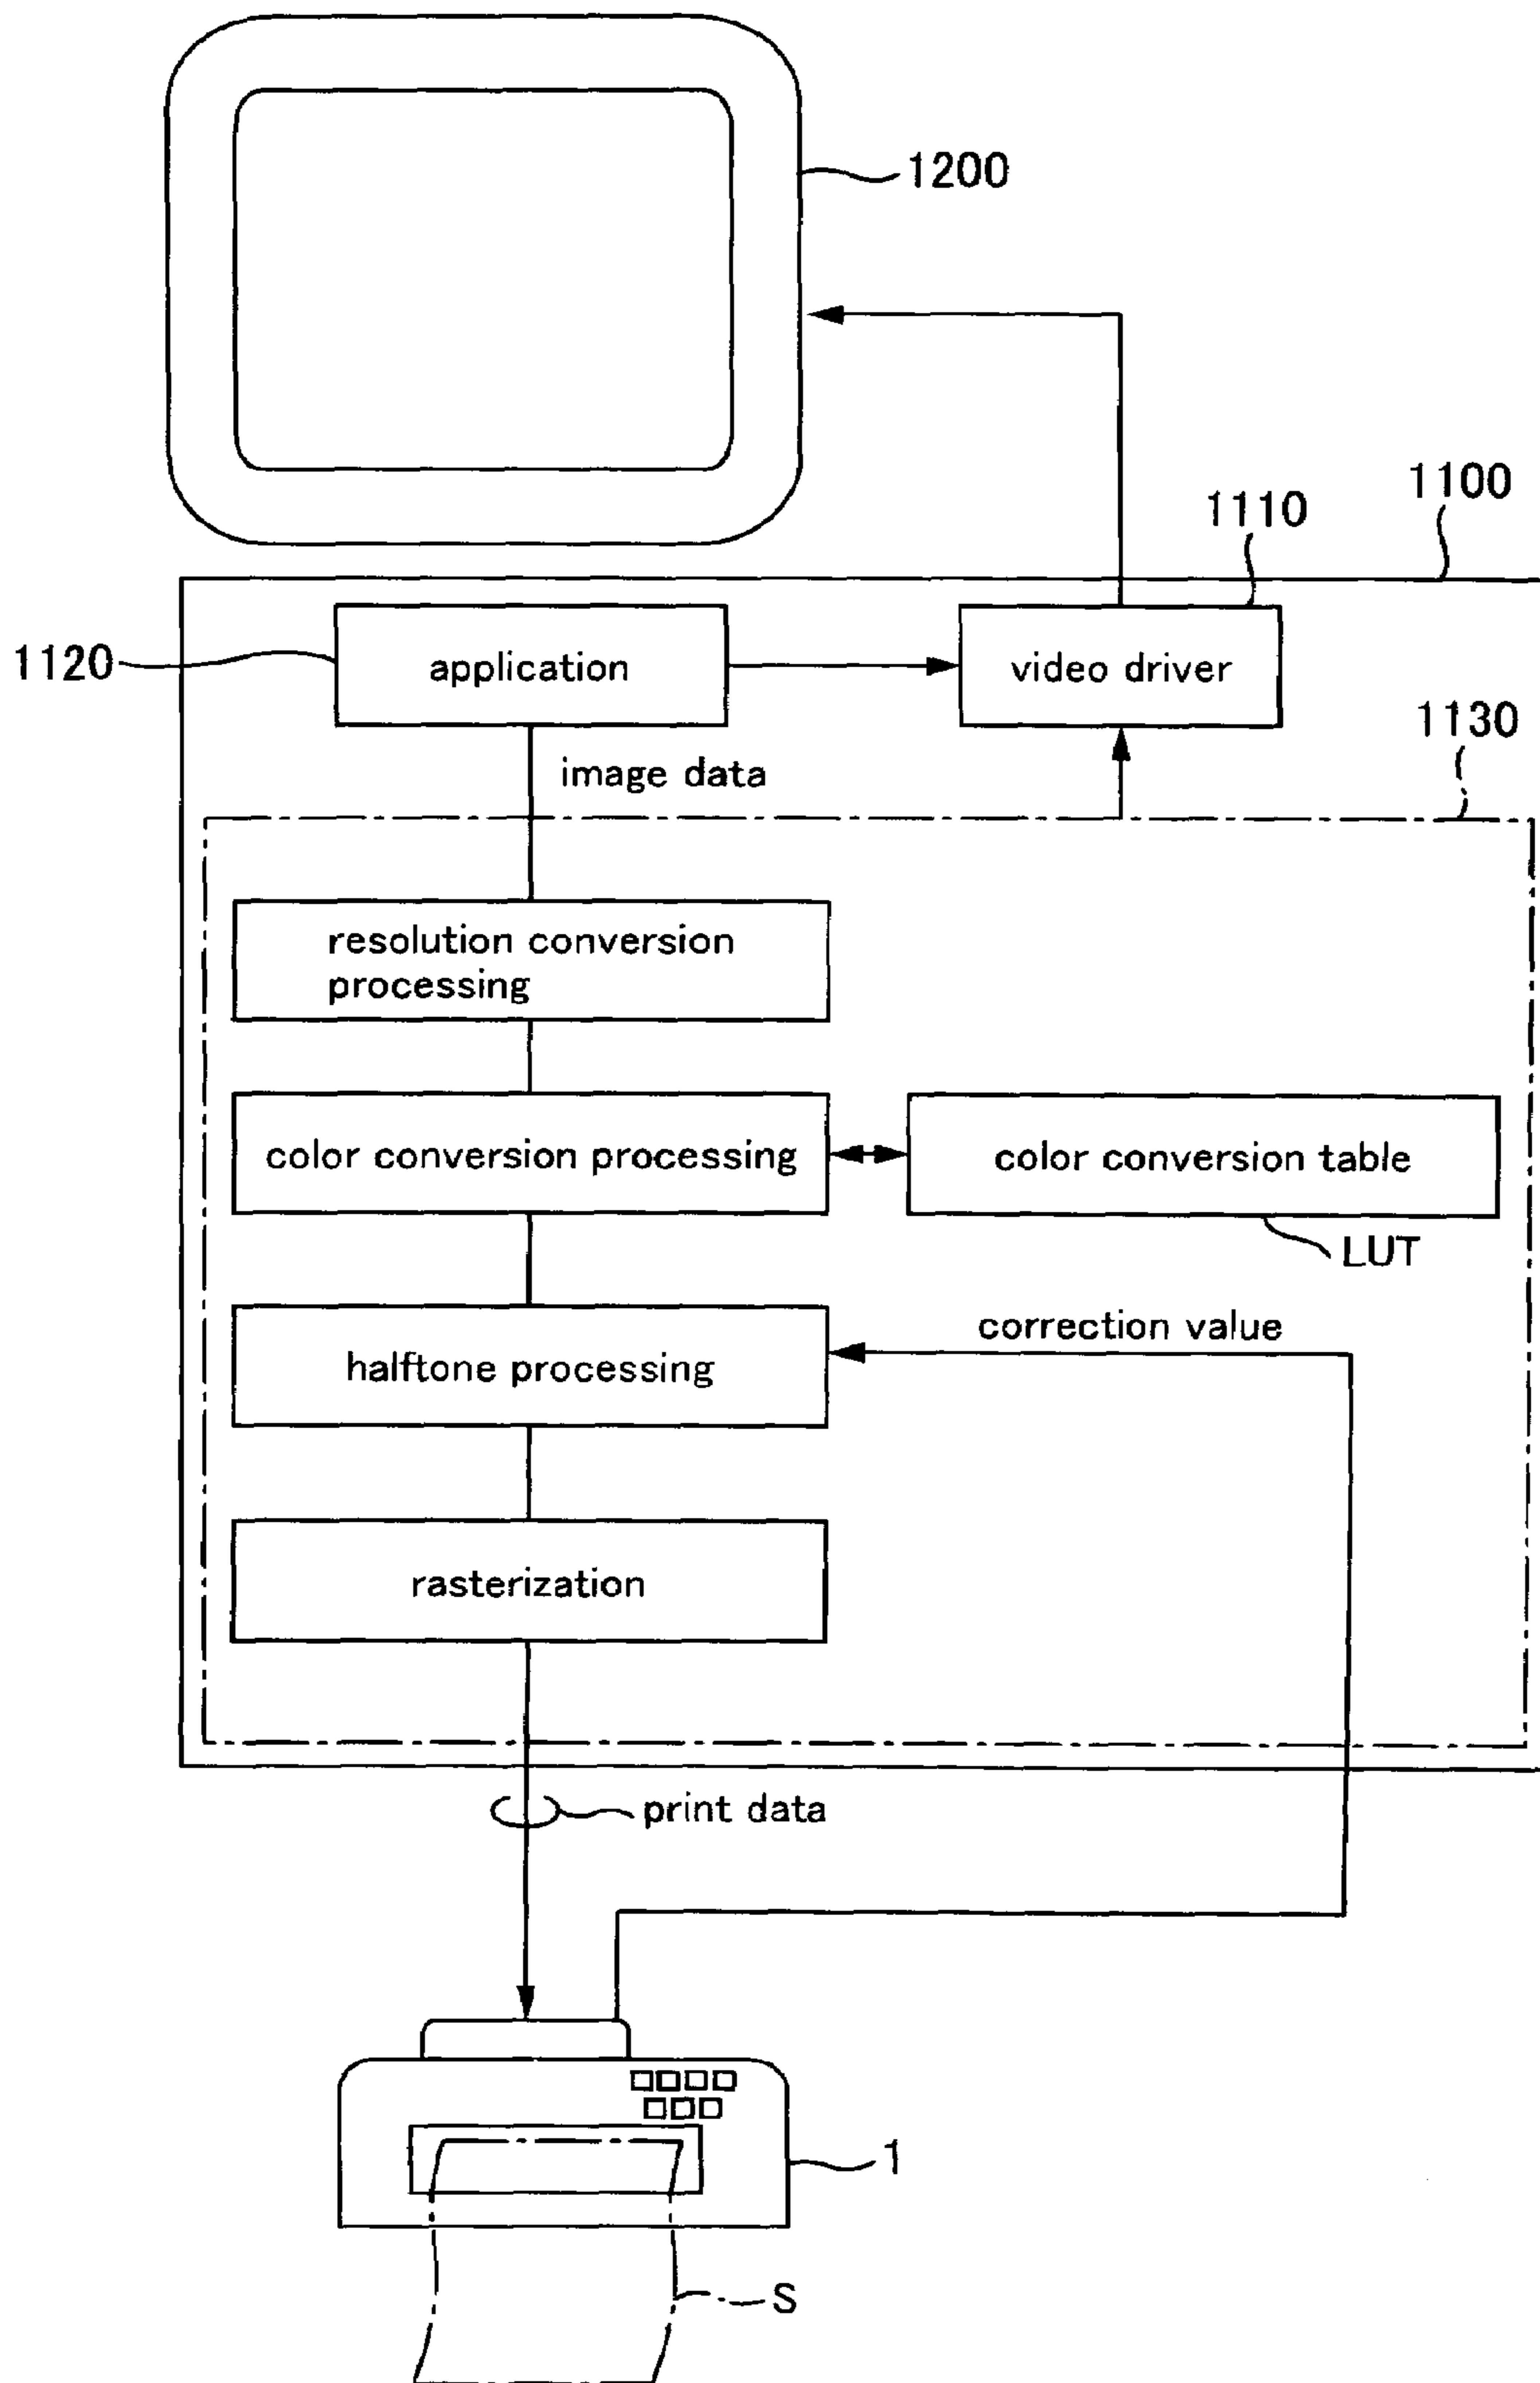 1200
1100
1110
1120
application
video driver
1130
image data
resolution conversion
processing
color conversion processing
color conversion table
LUT
correction value
halftone processing
rasterization
print data
1
S